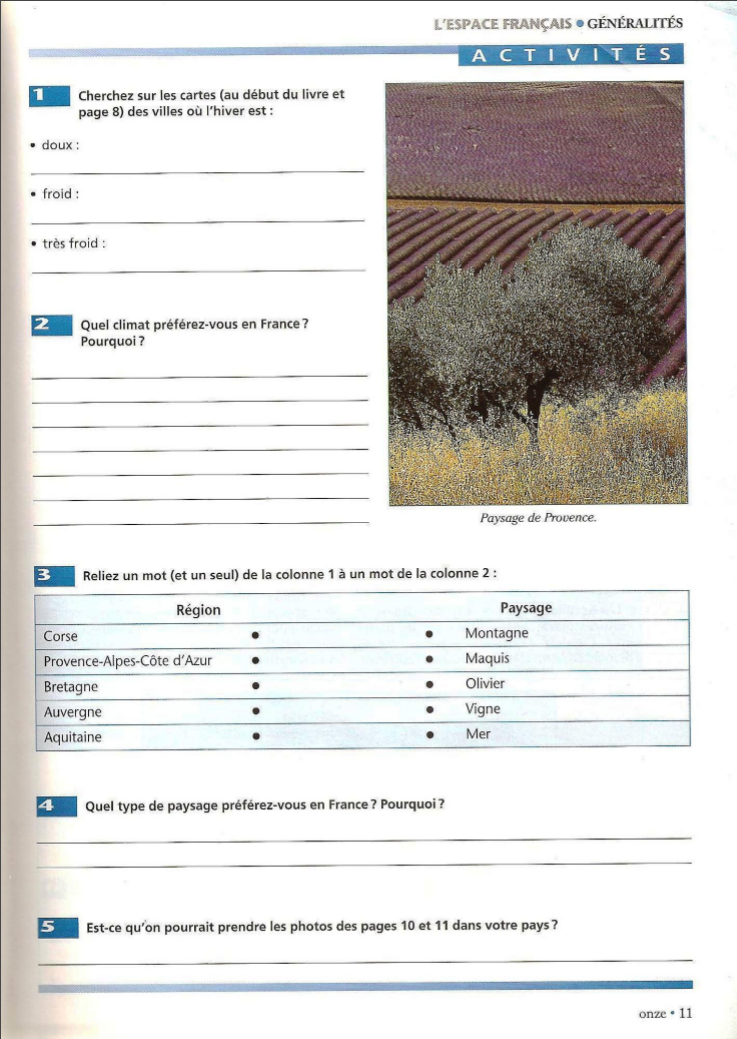 L'ESPACE FRANÇAIS • GÉNÉRALITÉS
ACTIVITÉS
1 Cherchez sur les cartes (au début du livre et
page 8) des villes où l'hiver est :
• doux :
• froid :
• très froid :
2 Quel climat préférez-vous en France ?
Pourquoi ?
Paysage de Provence.
3 Reliez un mot (et un seul) de la colonne 1 à un mot de la colonne 2 :
Région Paysage
Corse • • Montagne
Provence-Alpes-Côte d'Azur • • Maquis
Bretagne • • Olivier
Auvergne • • Vigne
Aquitaine • • Mer
4 Quel type de paysage préférez-vous en France ? Pourquoi ?
5 Est-ce qu'on pourrait prendre les photos des pages 10 et 11 dans votre pays ?
onze • 11